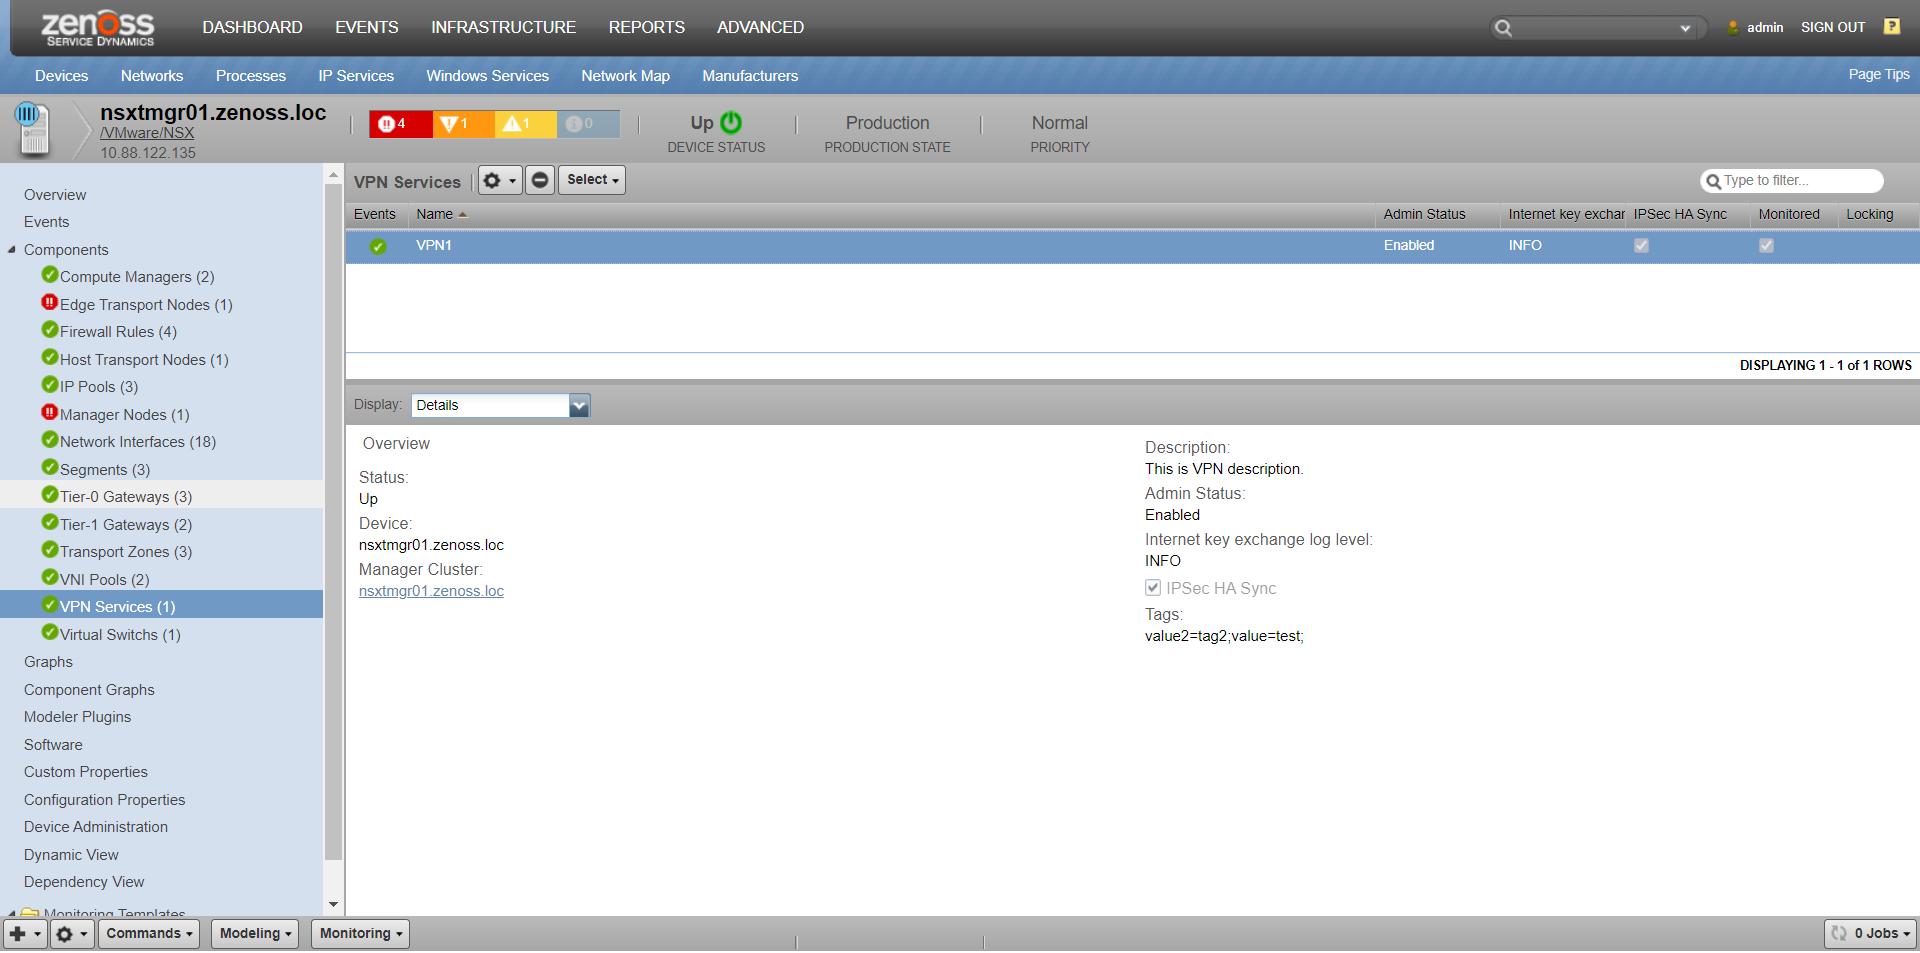 zenoss
SERVICE DYNAMICS
DASHBOARD EVENTS INFRASTRUCTURE REPORTS ADVANCED
admin SIGN OUT ?
Devices Networks Processes IP Services Windows Services Network Map Manufacturers
Page Tips
nsxtmgr01.zenoss.loc
/VMware/NSX
10.88.122.135
4 1 1 0
Up
DEVICE STATUS
Production
PRODUCTION STATE
Normal
PRIORITY
Overview
Events
Components
Compute Managers (2)
Edge Transport Nodes (1)
Firewall Rules (4)
Host Transport Nodes (1)
IP Pools (3)
Manager Nodes (1)
Network Interfaces (18)
Segments (3)
Tier-0 Gateways (3)
Tier-1 Gateways (2)
Transport Zones (3)
VNI Pools (2)
VPN Services (1)
Virtual Switchs (1)
Graphs
Component Graphs
Modeler Plugins
Software
Custom Properties
Configuration Properties
Device Administration
Dynamic View
Dependency View
Monitoring Templates
VPN Services Select Type to filter...
Events Name Admin Status Internet key exchar IPSec HA Sync Monitored Locking
VPN1 Enabled INFO
DISPLAYING 1 - 1 of 1 ROWS
Display: Details
Overview
Status:
Up
Device:
nsxtmgr01.zenoss.loc
Manager Cluster:
nsxtmgr01.zenoss.loc
Description:
This is VPN description.
Admin Status:
Enabled
Internet key exchange log level:
INFO
IPSec HA Sync
Tags:
value2=tag2;value=test;
Commands Modeling Monitoring 0 Jobs